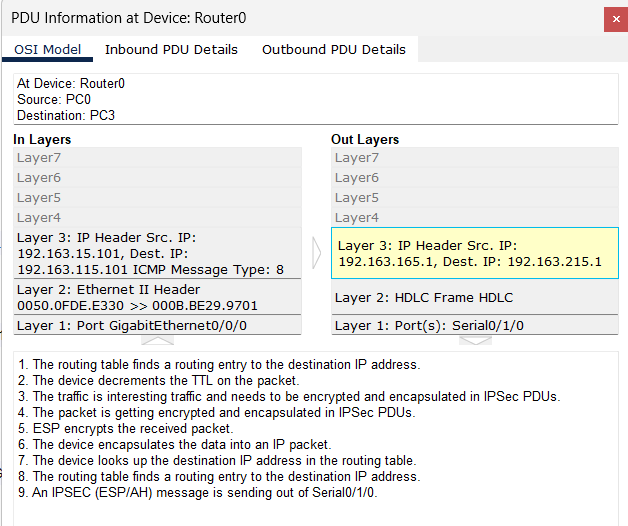 PDU Information at Device: Router0
OSI Model Inbound PDU Details Outbound PDU Details
At Device: Router0
Source: PC0
Destination: PC3
In Layers
Layer7
Layer6
Layer5
Layer4
Layer 3: IP Header Src. IP:
192.163.15.101, Dest. IP:
192.163.115.101 ICMP Message Type: 8
Layer 2: Ethernet II Header
0050.0FDE.E330 >> 000B.BE29.9701
Layer 1: Port GigabitEthernet0/0/0
Out Layers
Layer7
Layer6
Layer5
Layer4
Layer 3: IP Header Src. IP:
192.163.165.1, Dest. IP: 192.163.215.1
Layer 2: HDLC Frame HDLC
Layer 1: Port(s): Serial0/1/0
1. The routing table finds a routing entry to the destination IP address.
2. The device decrements the TTL on the packet.
3. The traffic is interesting traffic and needs to be encrypted and encapsulated in IPSec PDUs.
4. The packet is getting encrypted and encapsulated in IPSec PDUs.
5. ESP encrypts the received packet.
6. The device encapsulates the data into an IP packet.
7. The device looks up the destination IP address in the routing table.
8. The routing table finds a routing entry to the destination IP address.
9. An IPSEC (ESP/AH) message is sending out of Serial0/1/0.